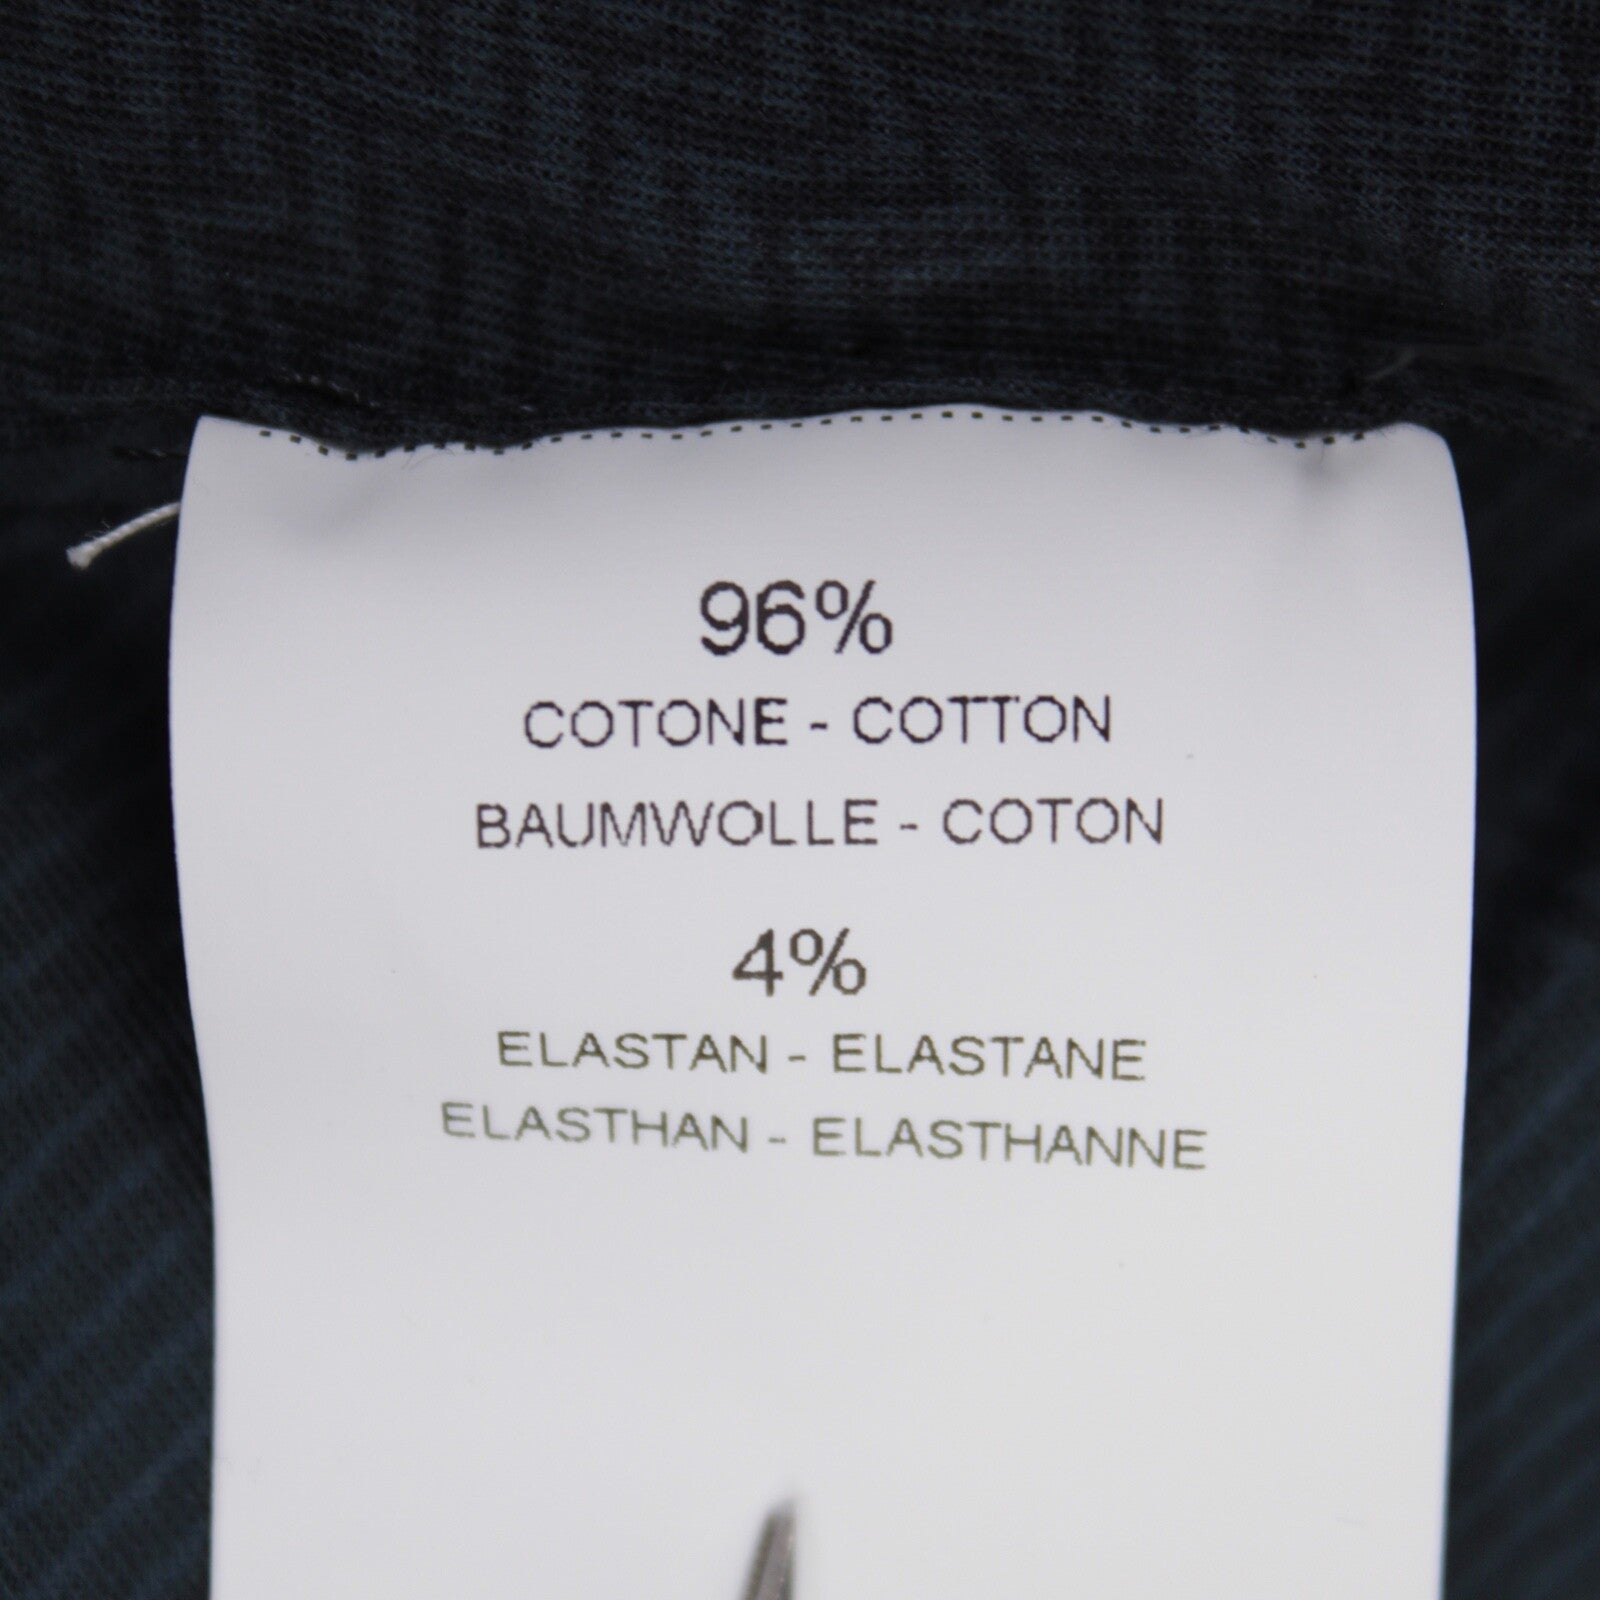 96%
COTONE - COTTON
BAUMWOLLE - COTON
4%
ELASTAN - ELASTANE
ELASTHAN - ELASTHANNE